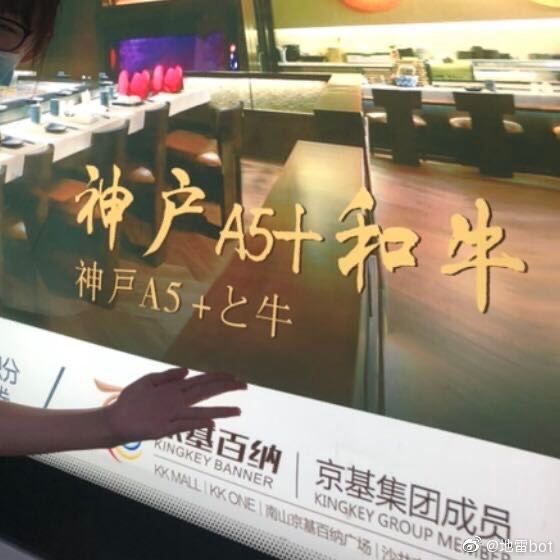 神户A5+和牛
神戸A5+と牛
基百纳
KINGKEY BANNER
京基集团成员
KINGKEY GROUP MEMBER
KK MALL | KK ONE | 南山京基百纳广场 |
@地雷bot